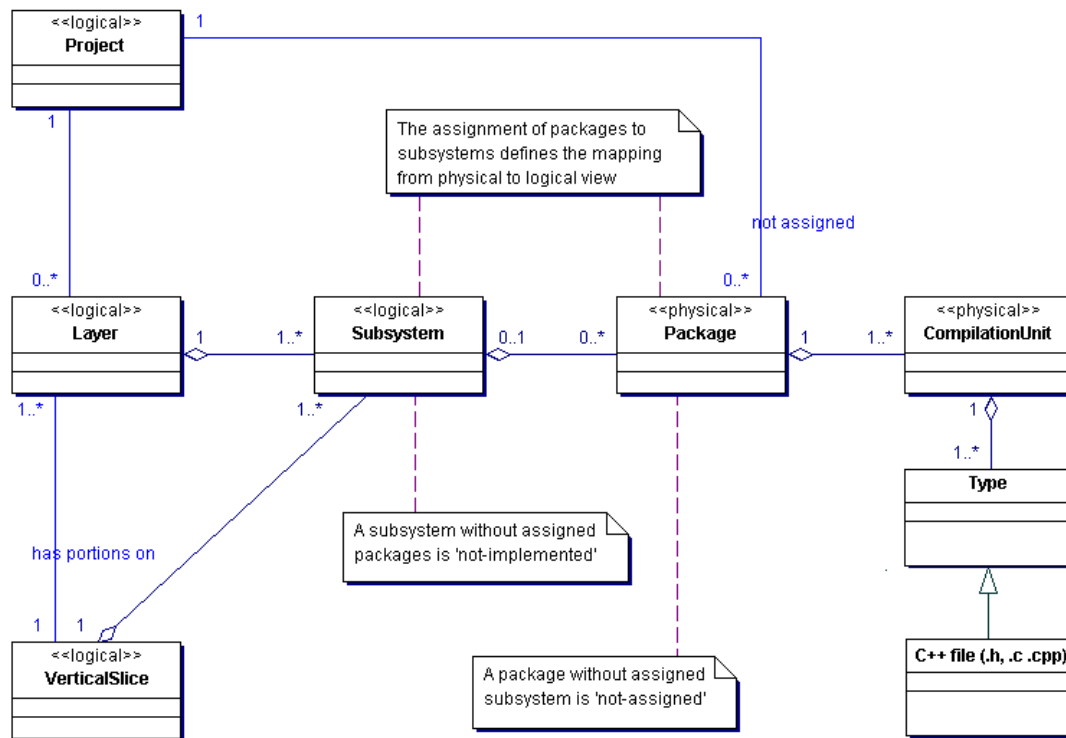 <<logical>>
Project
1
1
The assignment of packages to
subsystems defines the mapping
from physical to logical view
not assigned
0..*
0..*
<<logical>>
Layer
1
1..*
<<logical>>
Subsystem
0..1
0..*
<<physical>>
Package
1
1..*
<<physical>>
CompilationUnit
1..*
1..*
1
1..*
Type
A subsystem without assigned
packages is 'not-implemented'
has portions on
1
1
<<logical>>
VerticalSlice
A package without assigned
subsystem is 'not-assigned'
C++ file (.h, .c .cpp)